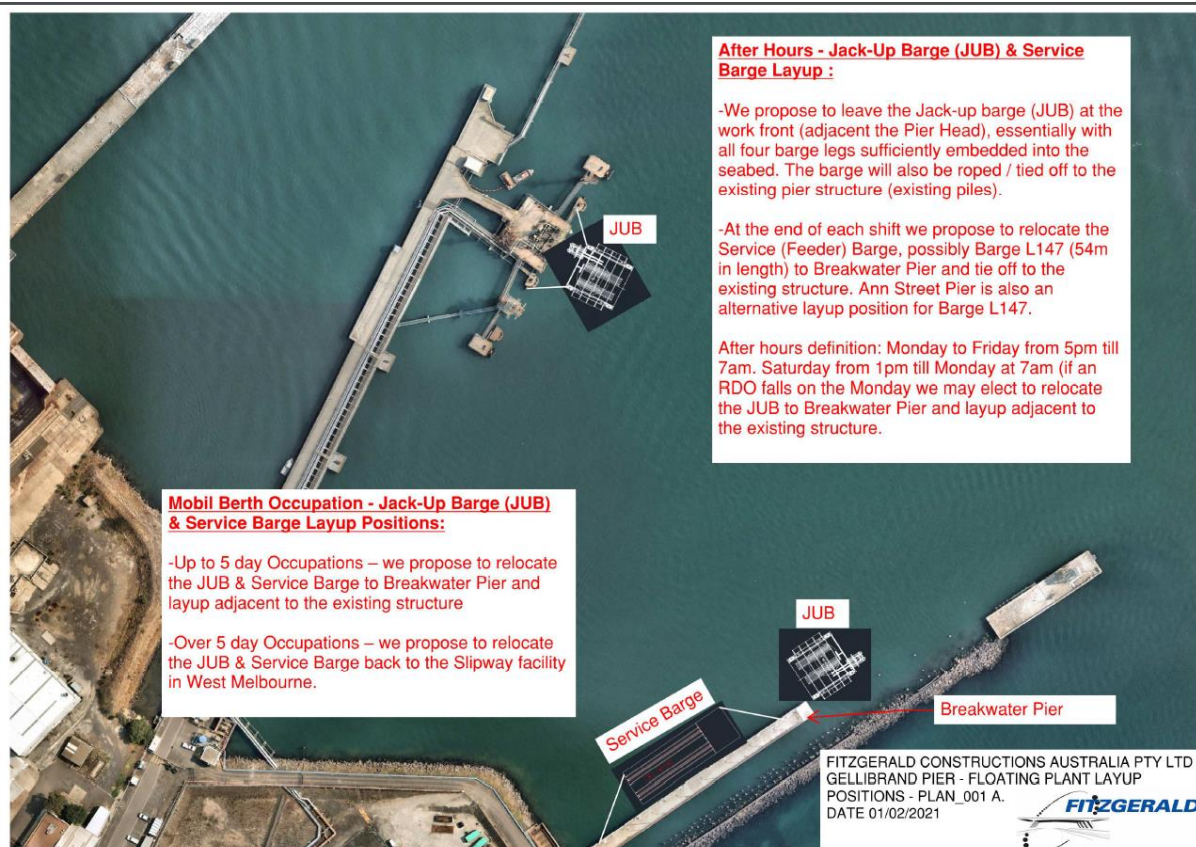 After Hours - Jack-Up Barge (JUB) & Service
Barge Layup :
-We propose to leave the Jack-up barge (JUB) at the
work front (adjacent the Pier Head), essentially with
all four barge legs sufficiently embedded into the
seabed. The barge will also be roped / tied off to the
existing pier structure (existing piles).
-At the end of each shift we propose to relocate the
Service (Feeder) Barge, possibly Barge L147 (54m
in length) to Breakwater Pier and tie off to the
existing structure. Ann Street Pier is also an
alternative layup position for Barge L147.
After hours definition: Monday to Friday from 5pm till
7am. Saturday from 1pm till Monday at 7am (if an
RDO falls on the Monday we may elect to relocate
the JUB to Breakwater Pier and layup adjacent to
the existing structure.
JUB
Mobil Berth Occupation - Jack-Up Barge (JUB)
& Service Barge Layup Positions:
-Up to 5 day Occupations – we propose to relocate
the JUB & Service Barge to Breakwater Pier and
layup adjacent to the existing structure
-Over 5 day Occupations – we propose to relocate
the JUB & Service Barge back to the Slipway facility
in West Melbourne.
JUB
Service Barge
Breakwater Pier
FITZGERALD CONSTRUCTIONS AUSTRALIA PTY LTD
GELLIBRAND PIER - FLOATING PLANT LAYUP
POSITIONS - PLAN_001 A.
DATE 01/02/2021
FITZGERALD